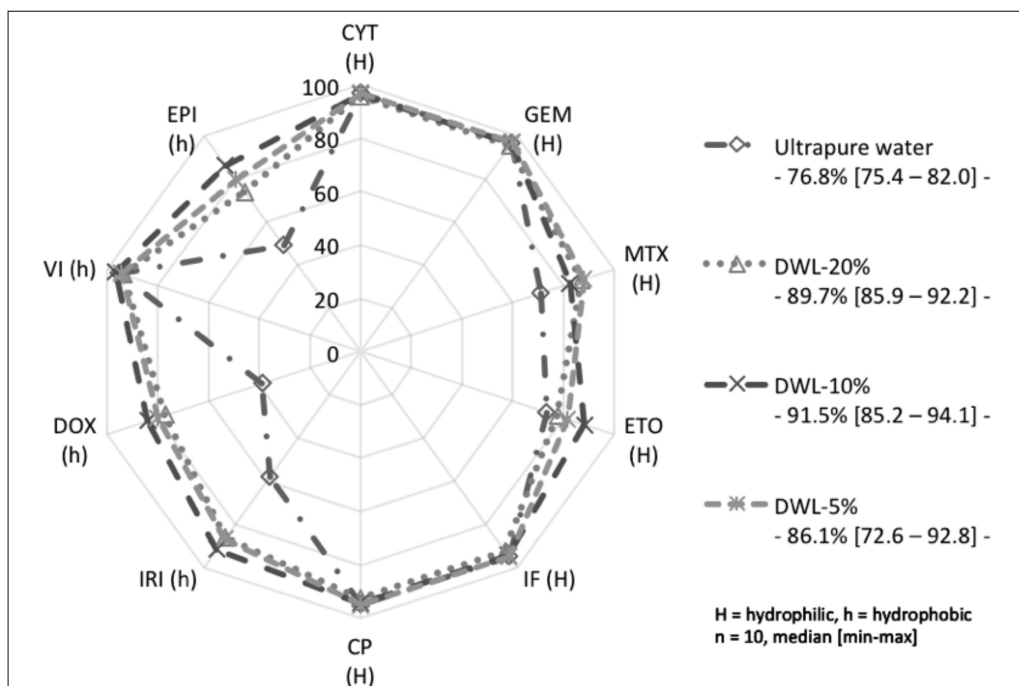 CYT
(H)
GEM
(H)
MTX
(H)
ETO
(H)
IF (H)
CP
(H)
IRI (h)
DOX
(h)
VI (h)
EPI
(h)
100
80
60
40
20
0
Ultrapure water
- 76.8% [75.4 – 82.0] -
DWL-20%
- 89.7% [85.9 – 92.2] -
DWL-10%
- 91.5% [85.2 – 94.1] -
DWL-5%
- 86.1% [72.6 – 92.8] -
H = hydrophilic, h = hydrophobic
n = 10, median [min-max]